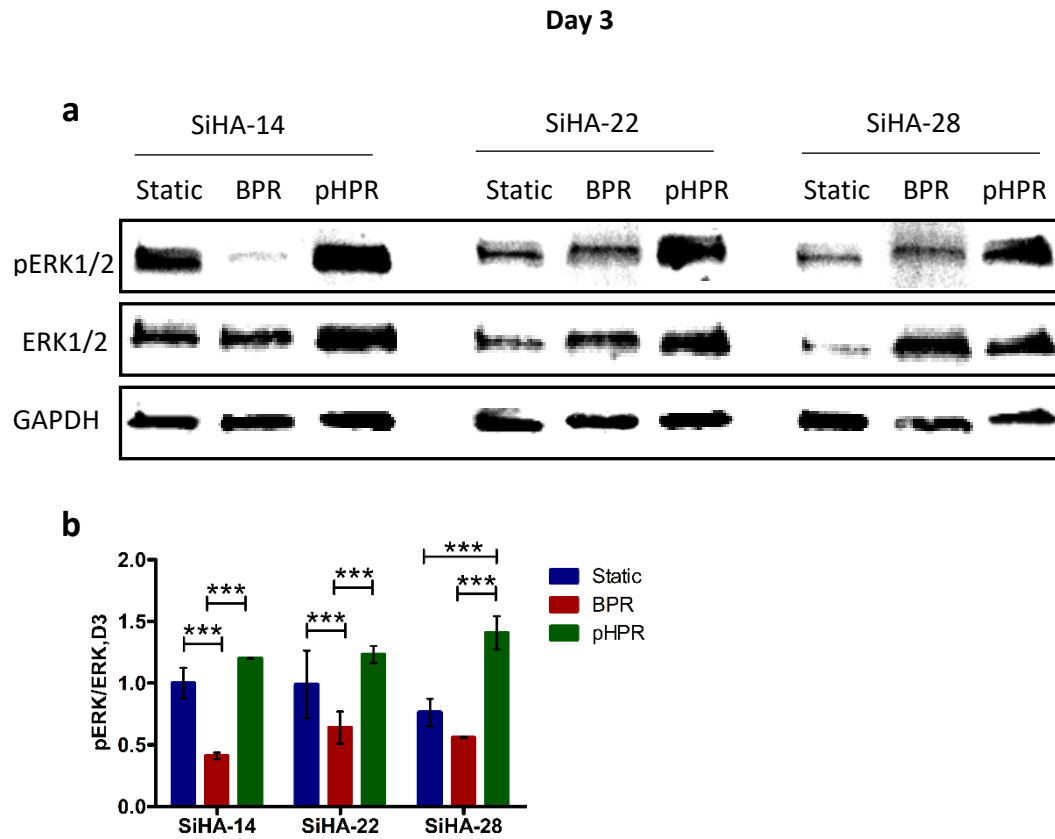 Day 3
a
SiHA-14 SiHA-22 SiHA-28
Static BPR pHPR Static BPR pHPR Static BPR pHPR
pERK1/2
ERK1/2
GAPDH
b
pERK/ERK,D3
2.0
1.5
1.0
0.5
0.0
*** ***
*** ***
*** ***
SiHA-14 SiHA-22 SiHA-28
Static
BPR
pHPR